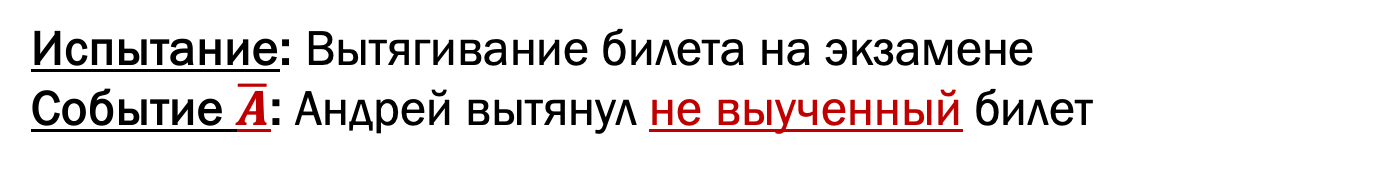 Испытание: Вытягивание билета на экзамене
Событие A̅: Андрей вытянул не выученный билет